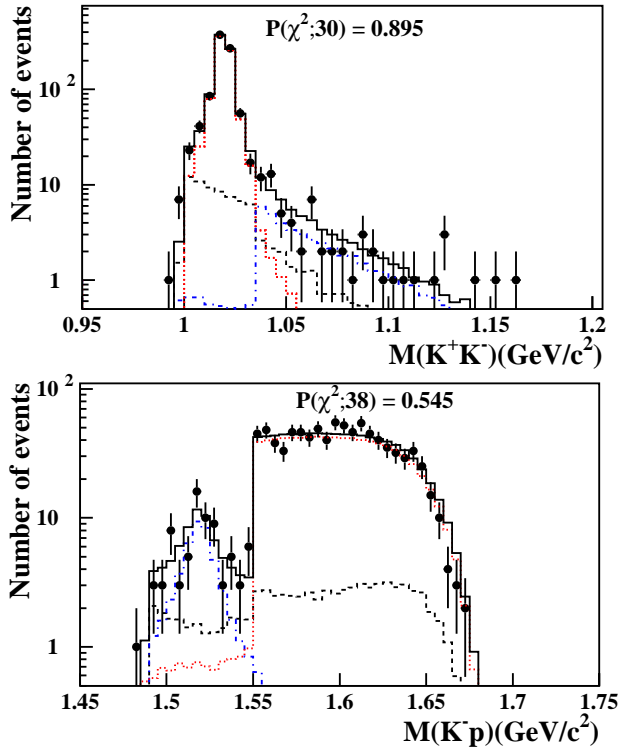 P(χ²;30) = 0.895
Number of events
10²
10
1
0.95 1 1.05 1.1 1.15 1.2
M(K⁺K⁻)(GeV/c²)
P(χ²;38) = 0.545
Number of events
10²
10
1
1.45 1.5 1.55 1.6 1.65 1.7 1.75
M(K⁻p)(GeV/c²)